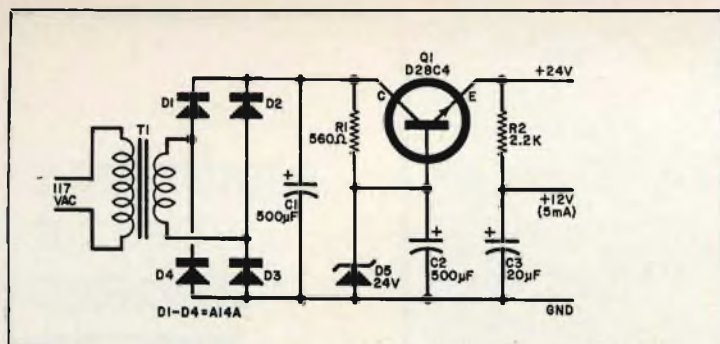 Q1
D28C4
+24V
D1
D2
C
E
T1
R1
560Ω
R2
2.2K
117
VAC
+
C1
500µF
+12V
(5mA)
+
+
D4
D3
D5
24V
C2
500µF
C3
20µF
D1-D4=A14A
GND